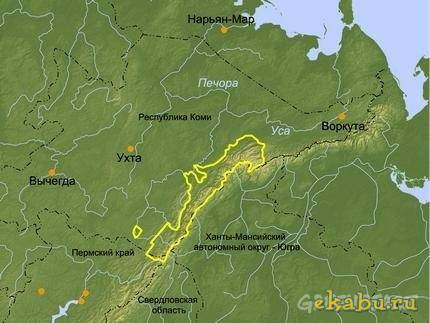 Нарьян-Мар
Печора
Республика Коми
Уса
Воркута
Ухта
Вычегда
Пермский край
Ханты-Мансийский
автономный округ - Югра
Свердловская
область
ekabu.ru